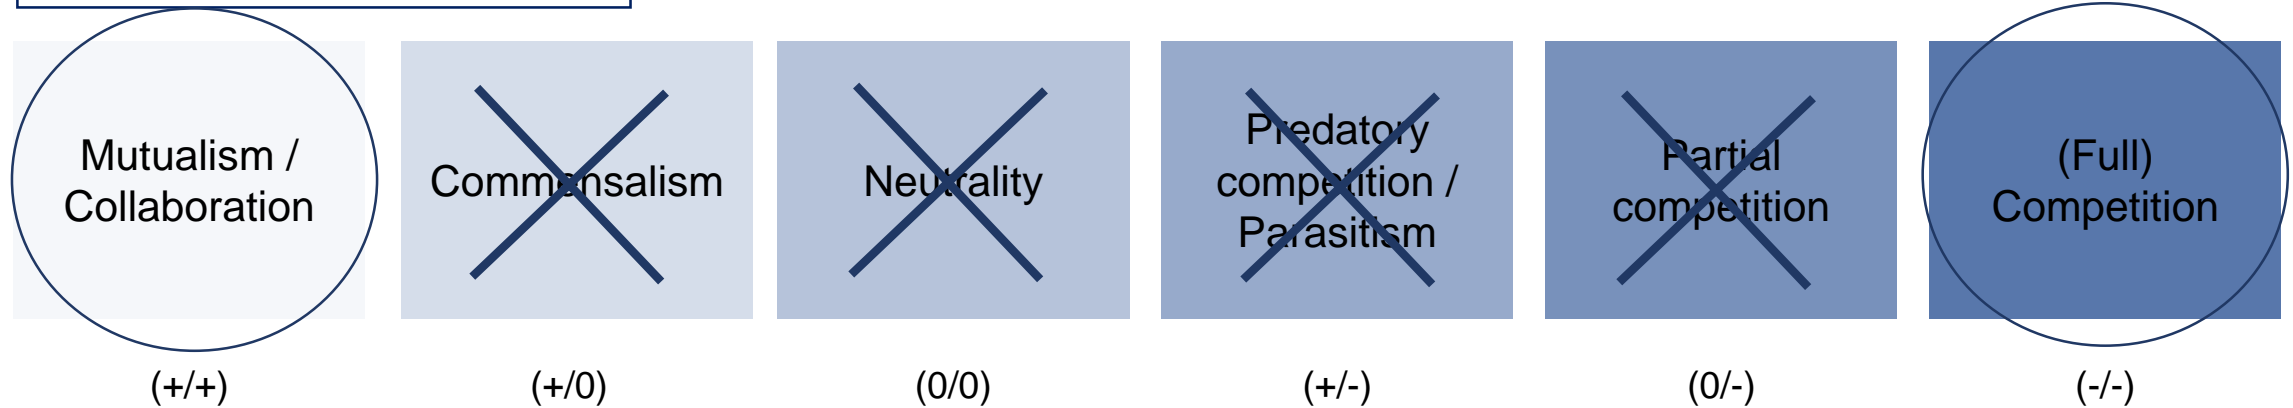 Mutualism /
Collaboration
Commensalism
Neutrality
Predatory
competition /
Parasitism
Partial
competition
(Full)
Competition
(+/+)
(+/0)
(0/0)
(+/-)
(0/-)
(-/-)